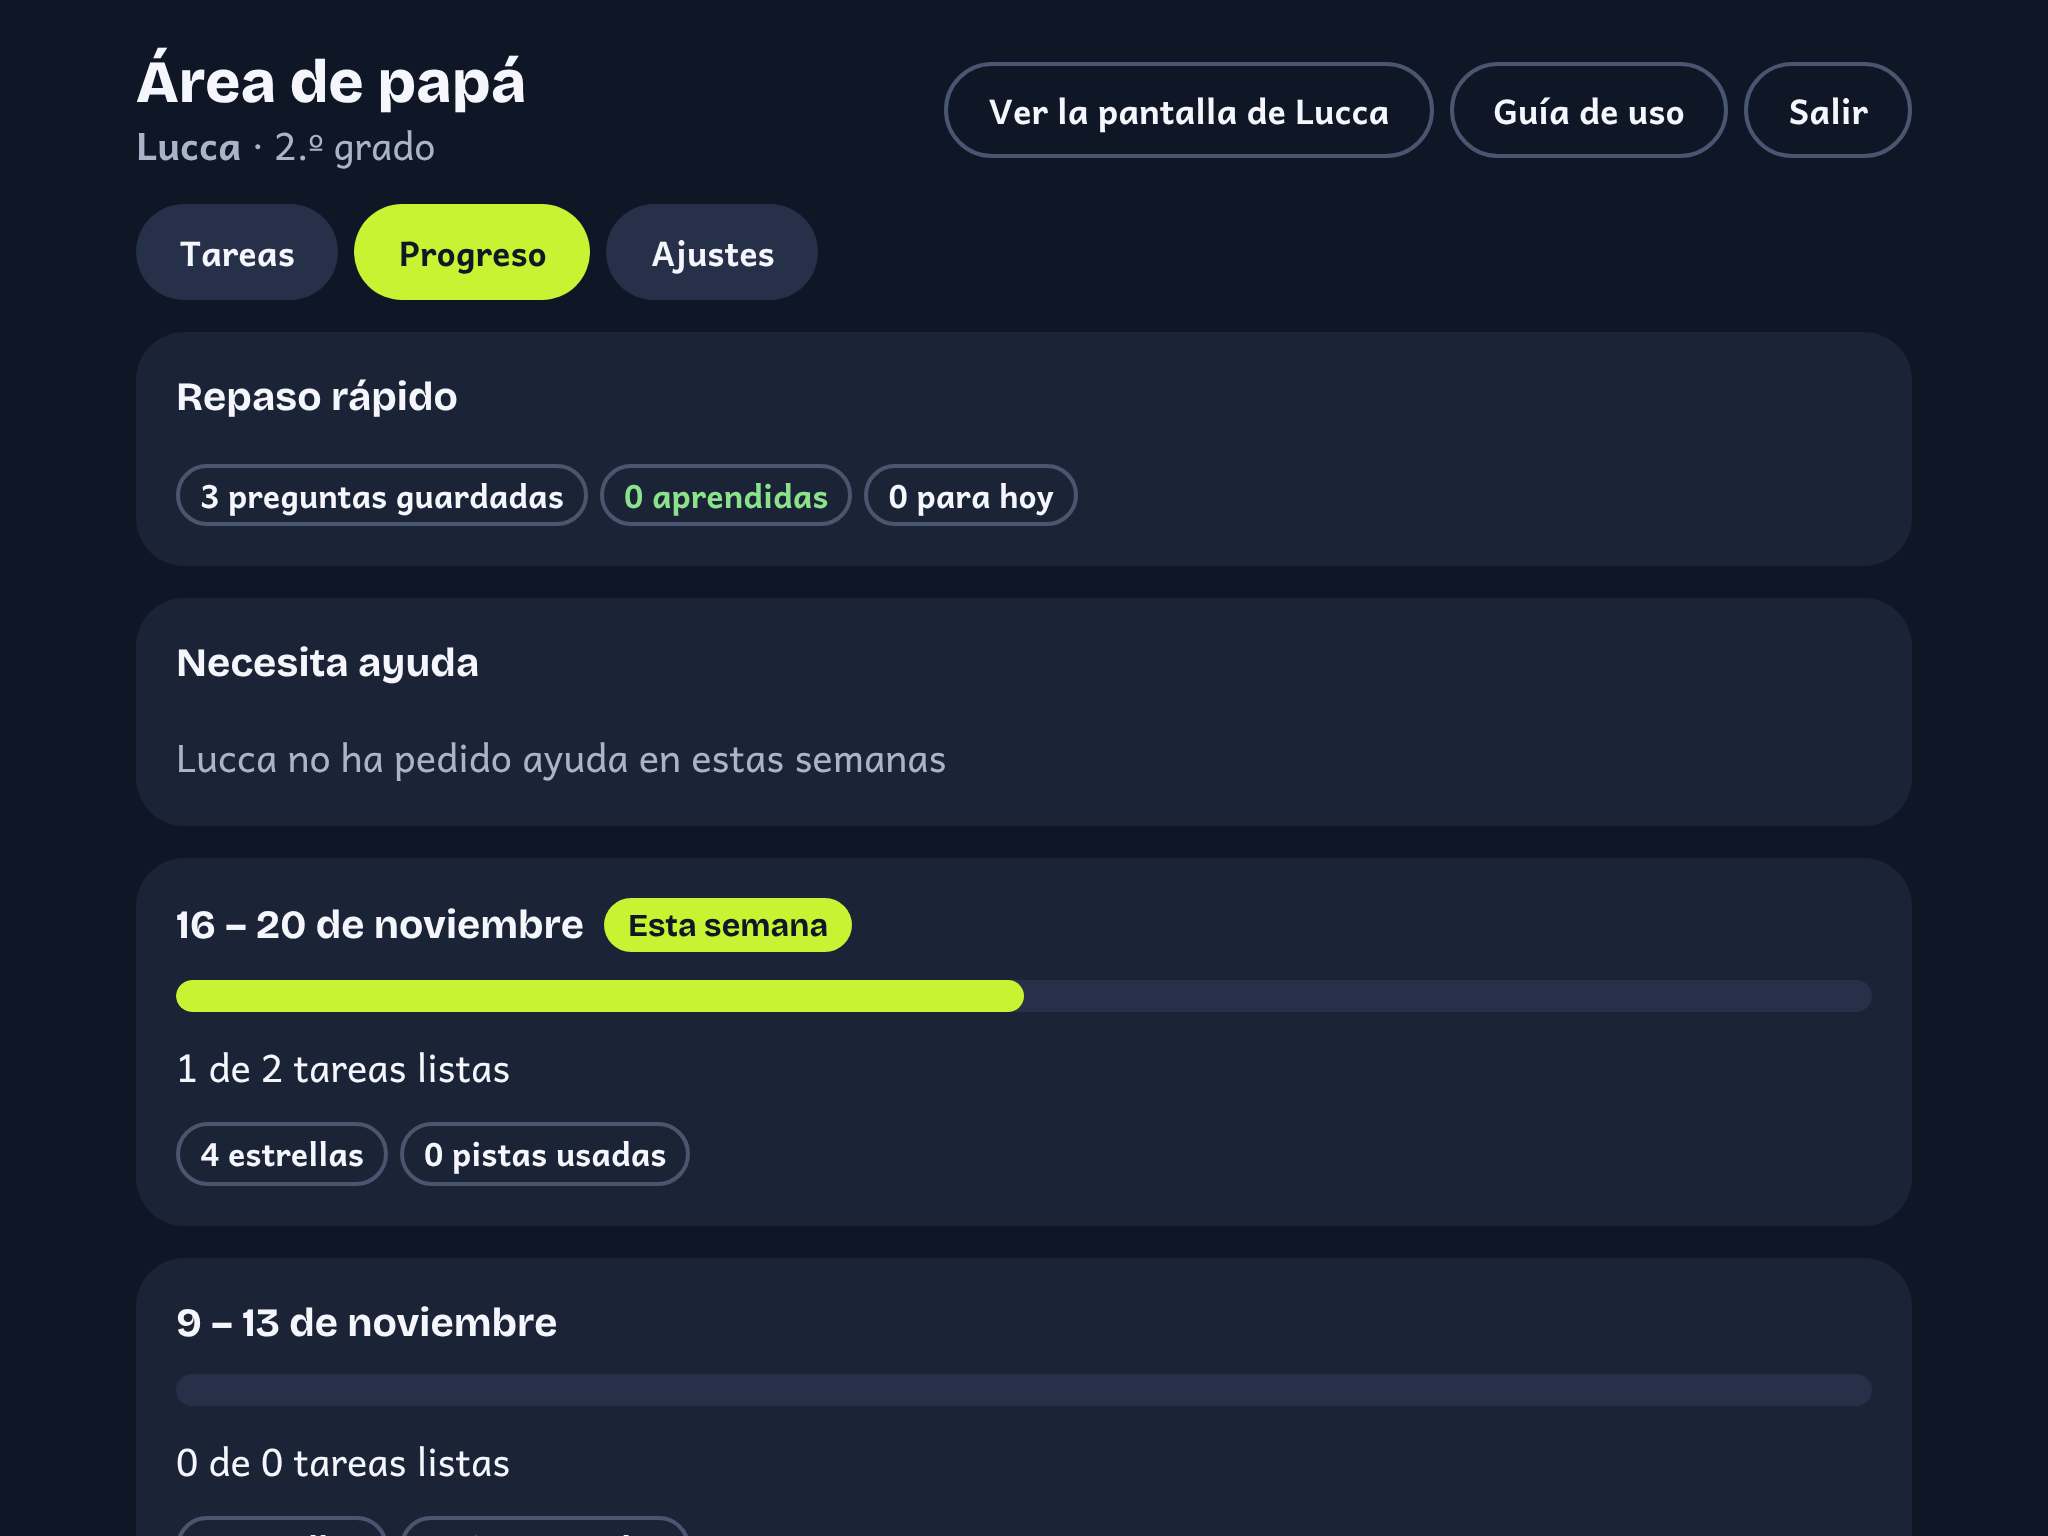 Área de papá
Lucca · 2.º grado
Ver la pantalla de Lucca
Guía de uso
Salir
Tareas
Progreso
Ajustes
Repaso rápido
3 preguntas guardadas
0 aprendidas
0 para hoy
Necesita ayuda
Lucca no ha pedido ayuda en estas semanas
16 – 20 de noviembre
Esta semana
1 de 2 tareas listas
4 estrellas
0 pistas usadas
9 – 13 de noviembre
0 de 0 tareas listas